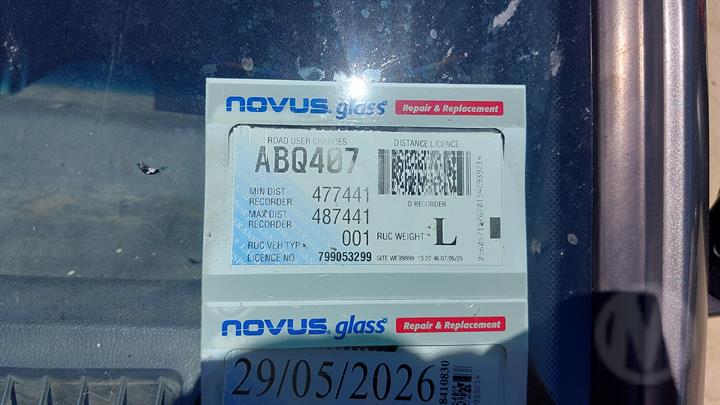 novus glass Repair & Replacement
ROAD USER CHARGES DISTANCE LICENCE
ABQ407
MIN DIST RECORDER 477441
D.RECORDER
MAX DIST RECORDER 487441
RUC VEH TYP 001 RUC WEIGHT L
LICENCE NO 799053299
novus glass Repair & Replacement
29/05/2026